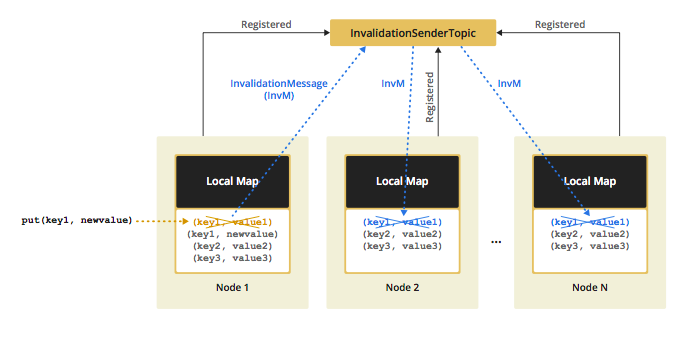 Registered
InvalidationSenderTopic
Registered
InvalidationMessage
(InvM)
InvM
Registered
InvM
Local Map
Local Map
Local Map
put(key1, newvalue)
(key1, value1)
(key1, newvalue)
(key2, value2)
(key3, value3)
(key1, value1)
(key2, value2)
(key3, value3)
...
(key1, value1)
(key2, value2)
(key3, value3)
Node 1
Node 2
Node N